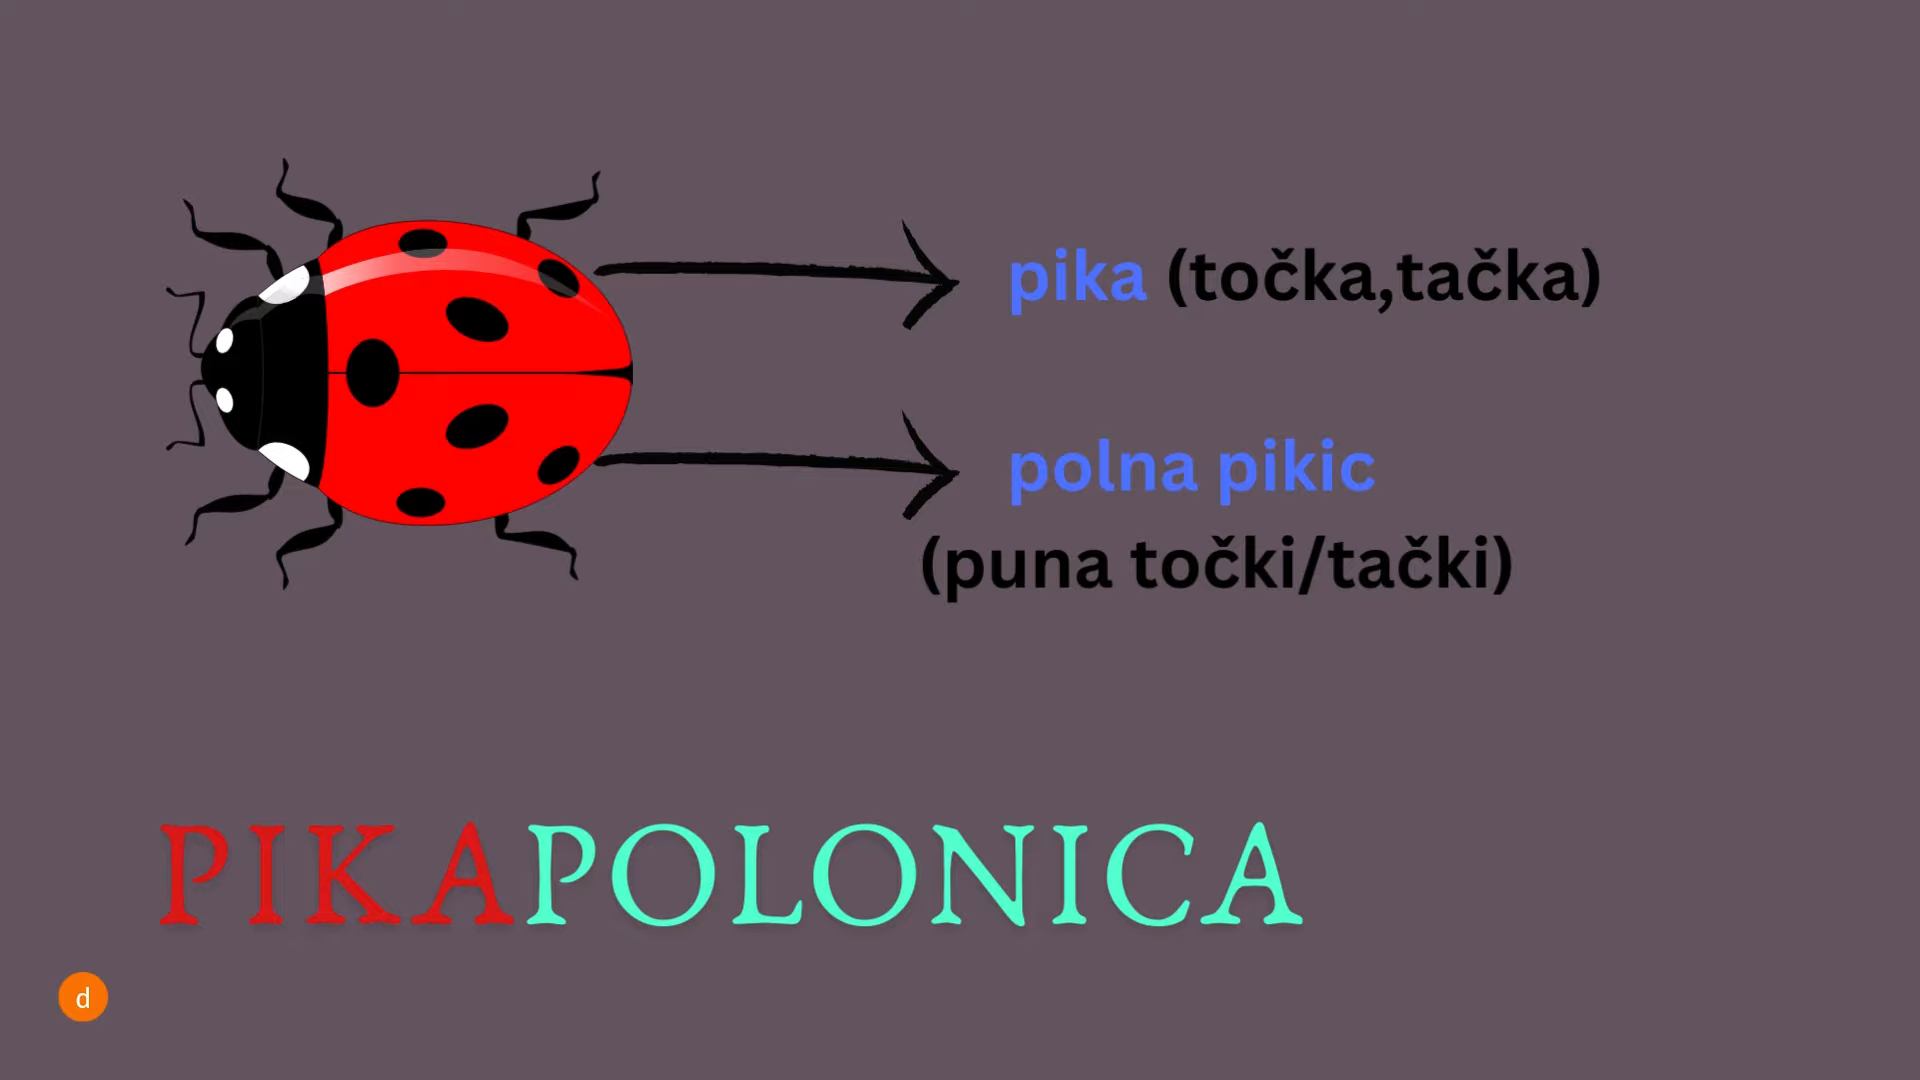 pika (točka,tačka)
polna pikic
(puna točki/tački)
PIKAPOLONICA
d